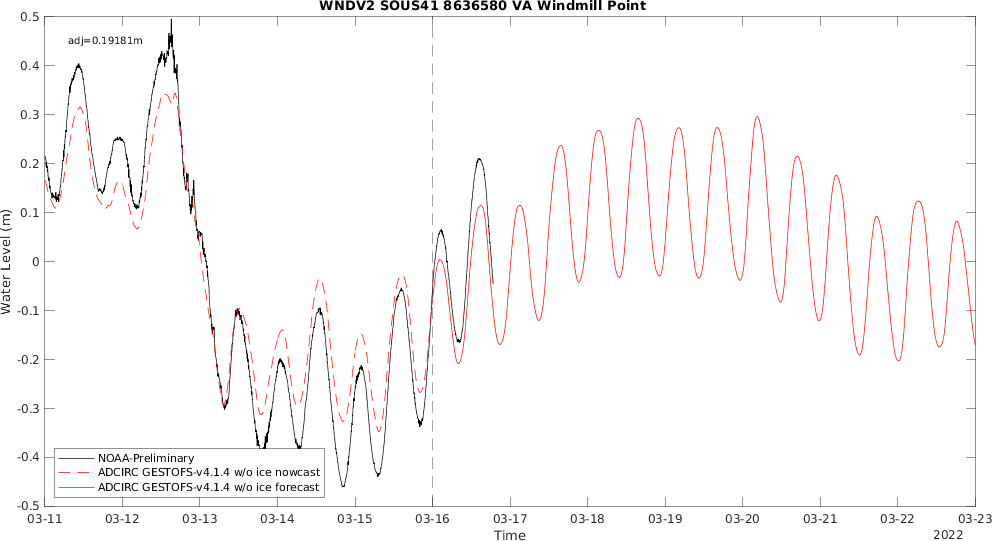 WNDV2 SOUS41 8636580 VA Windmill Point
adj=0.19181m
0.5
0.4
0.3
0.2
0.1
0
-0.1
-0.2
-0.3
-0.4
-0.5
Water Level (m)
NOAA-Preliminary
ADCIRC GESTOFS-v4.1.4 w/o ice nowcast
ADCIRC GESTOFS-v4.1.4 w/o ice forecast
03-11 03-12 03-13 03-14 03-15 03-16 03-17 03-18 03-19 03-20 03-21 03-22 03-23
Time
2022